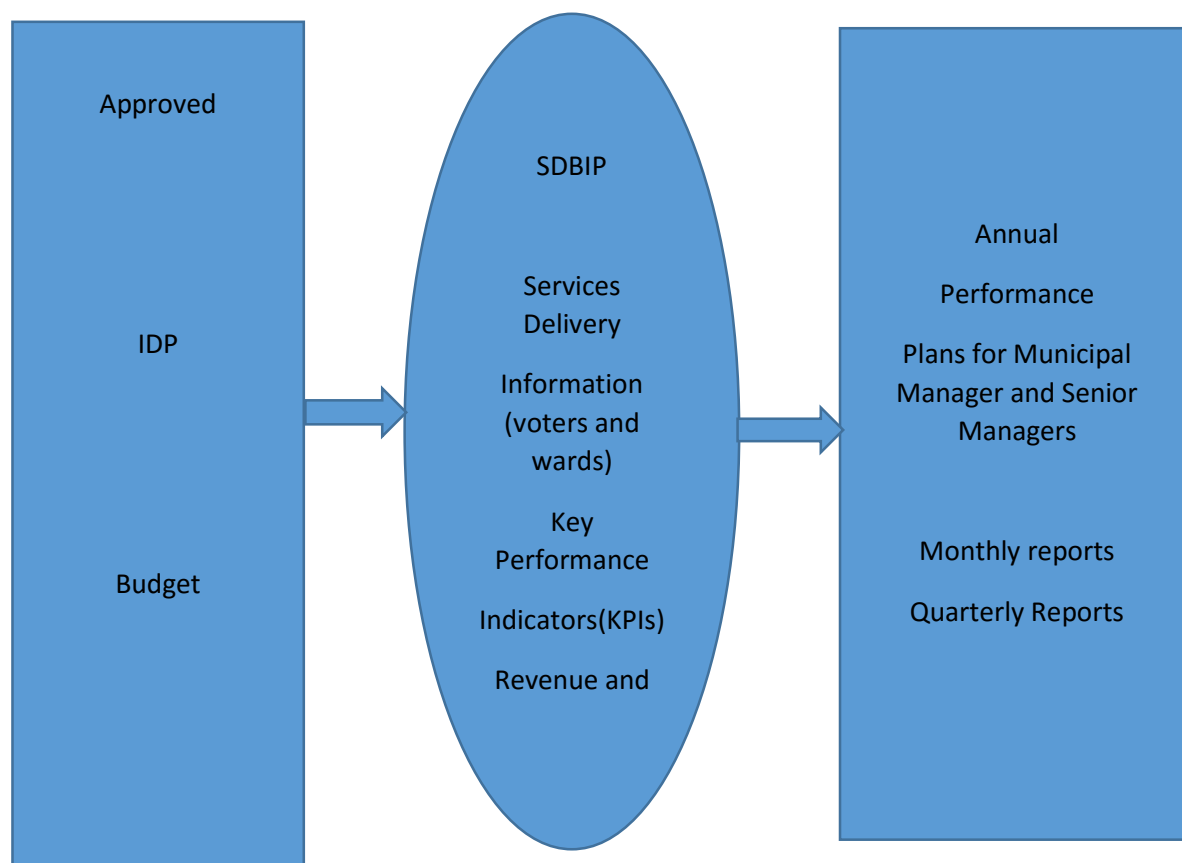 Approved
IDP
Budget
SDBIP
Services
Delivery
Information
(voters and
wards)
Key
Performance
Indicators(KPIs)
Revenue and
Annual
Performance
Plans for Municipal
Manager and Senior
Managers
Monthly reports
Quarterly Reports